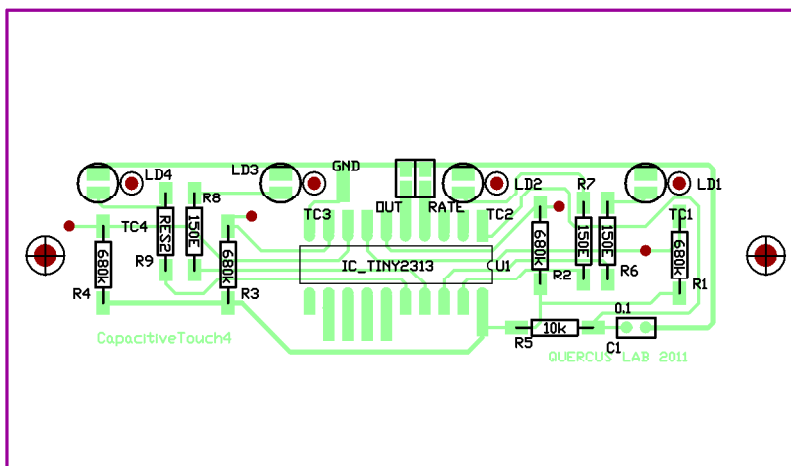 GND
LD4
LD3
LD2
LD1
R8
R7
OUT
RATE
TC4
TC3
TC2
TC1
RES2
150E
150E
150E
680k
680k
680k
680k
IC_TINY2313
U1
R9
R4
R3
R2
R6
R1
0.1
10k
R5
C1
CapacitiveTouch4
QUERCUS LAB 2011